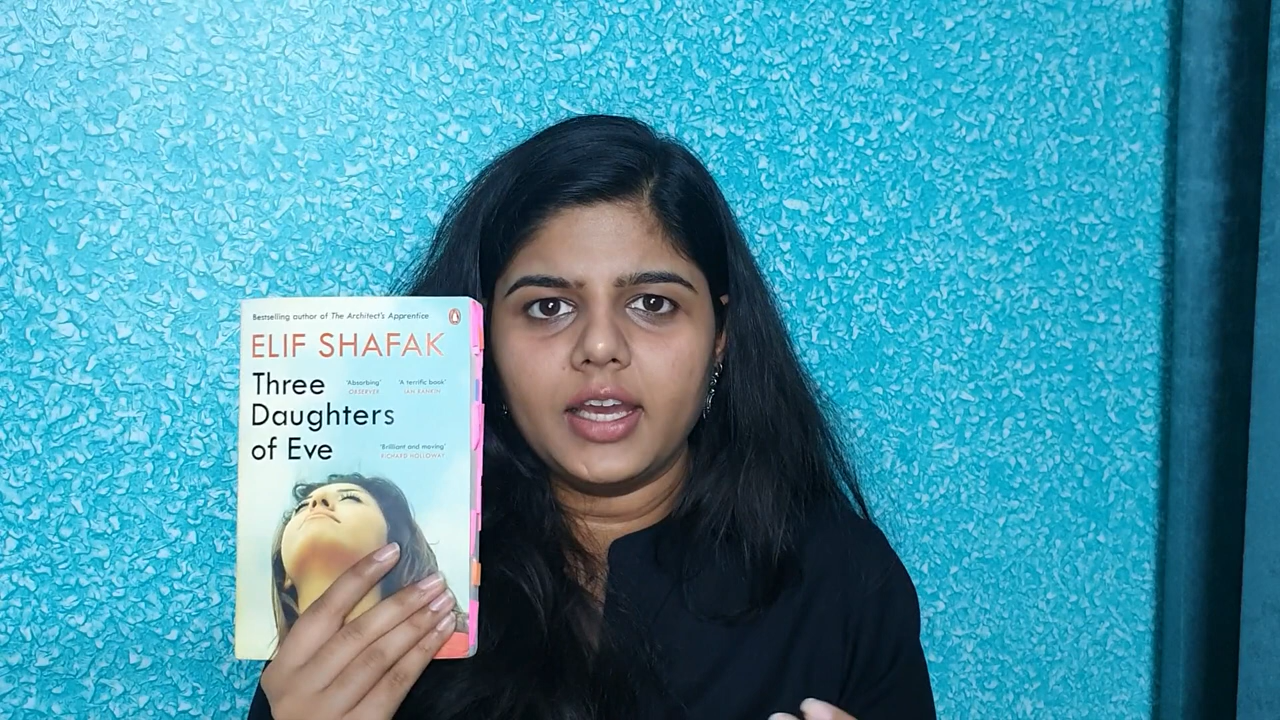 Bestselling author of The Architect's Apprentice
ELIF SHAFAK
Three
Daughters
of Eve
'Absorbing'
OBSERVER
'A terrific book'
IAN RANKIN
'Brilliant and moving'
RICHARD HOLLOWAY